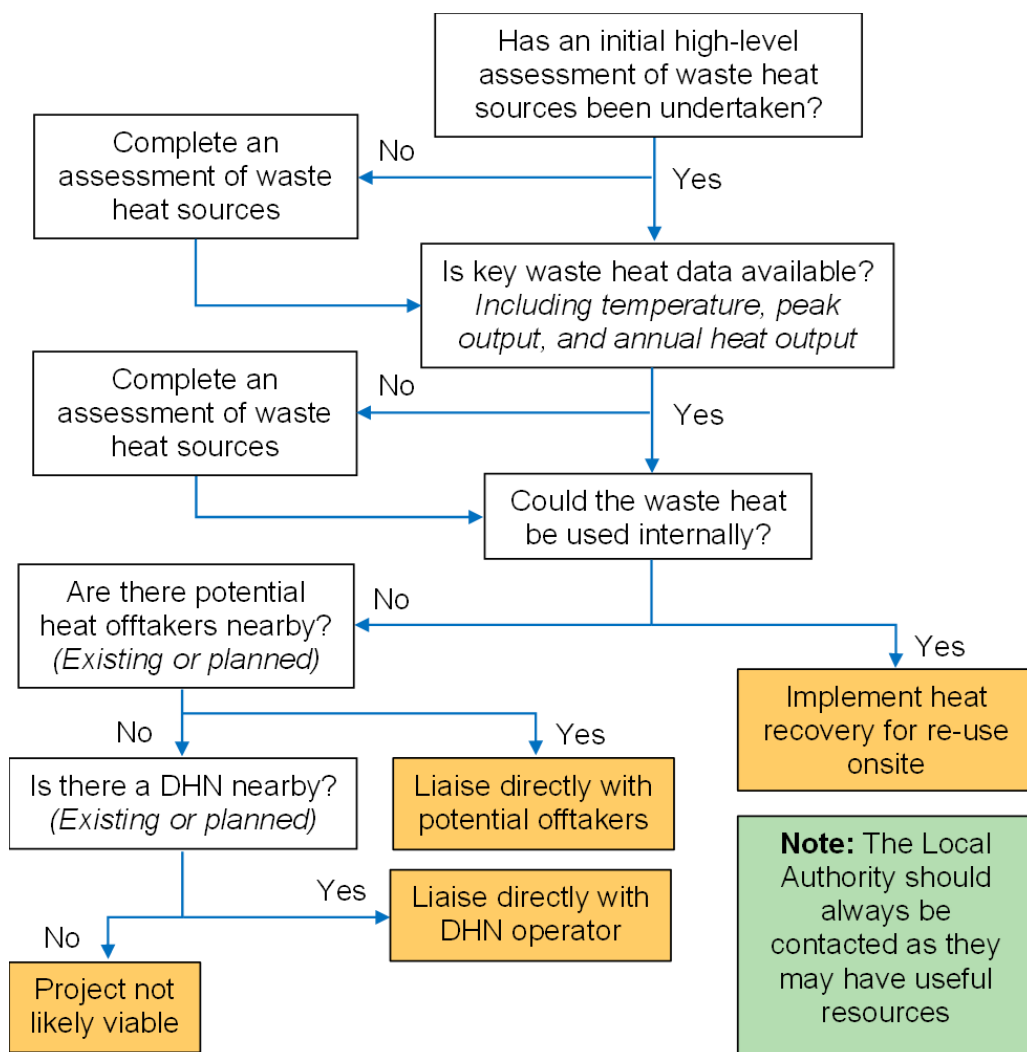 Has an initial high-level
assessment of waste heat
sources been undertaken?
No
Yes
Complete an
assessment of waste
heat sources
Is key waste heat data available?
Including temperature, peak
output, and annual heat output
No
Yes
Complete an
assessment of waste
heat sources
Could the waste heat
be used internally?
No
Yes
Are there potential
heat offtakers nearby?
(Existing or planned)
Implement heat
recovery for re-use
onsite
No
Yes
Is there a DHN nearby?
(Existing or planned)
Liaise directly with
potential offtakers
Yes
No
Liaise directly with
DHN operator
Project not
likely viable
Note: The Local
Authority should
always be
contacted as they
may have useful
resources